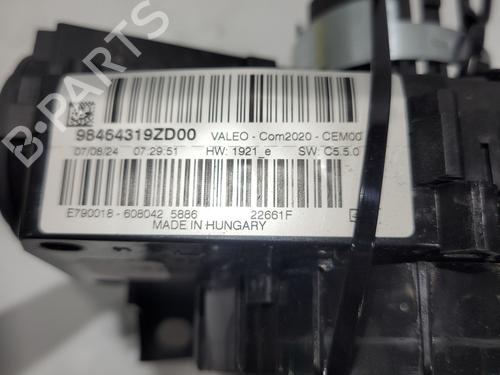 98464319ZD00 VALEO - Com2020 - CEM00
07/08/24 07:29:51 HW: 1921_e SW: C5.5.0
E790018 - 608042 5886 22661F
MADE IN HUNGARY
B-PARTS